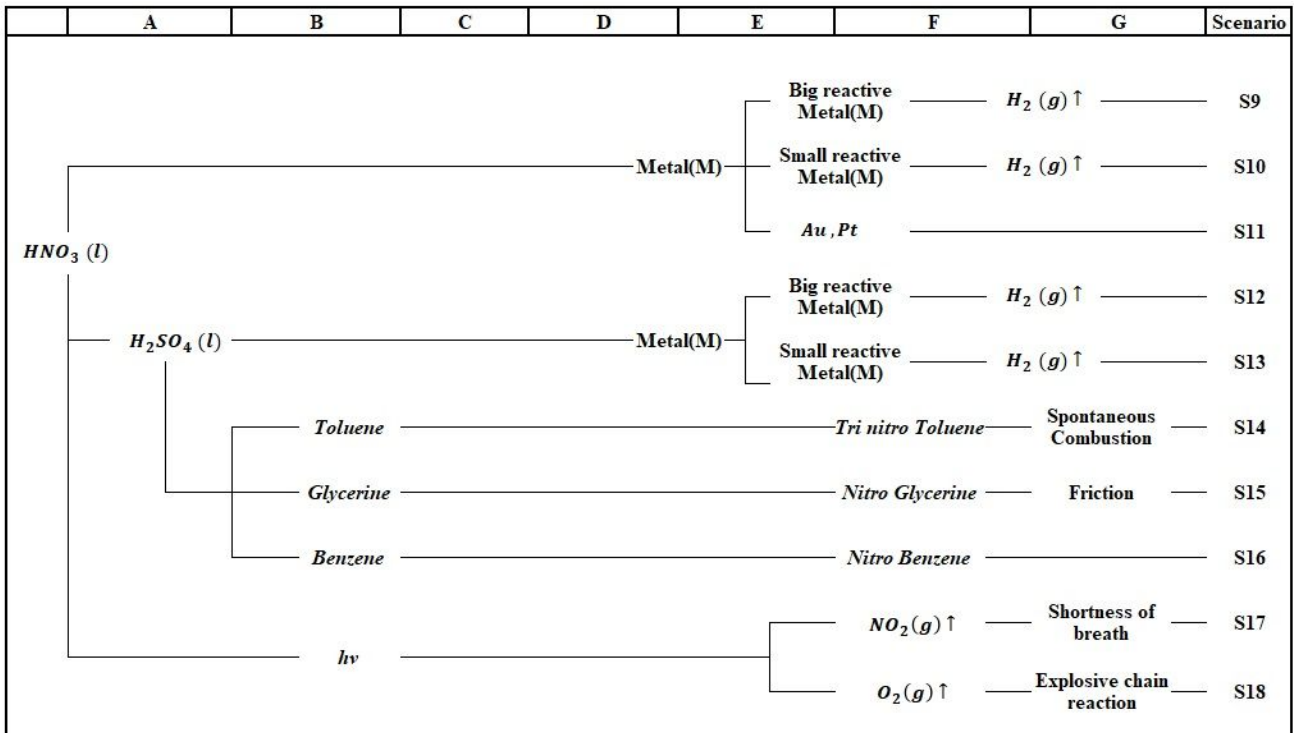 A B C D E F G Scenario
Big reactive
Metal(M) H₂ (g) ↑ S9
Metal(M) Small reactive
Metal(M) H₂ (g) ↑ S10
Au ,Pt S11
HNO₃ (l)
Big reactive
Metal(M) H₂ (g) ↑ S12
H₂SO₄ (l) Metal(M)
Small reactive
Metal(M) H₂ (g) ↑ S13
Toluene Tri nitro Toluene Spontaneous
Combustion S14
Glycerine Nitro Glycerine Friction S15
Benzene Nitro Benzene S16
NO₂(g) ↑ Shortness of
breath S17
hv
O₂(g) ↑ Explosive chain
reaction S18